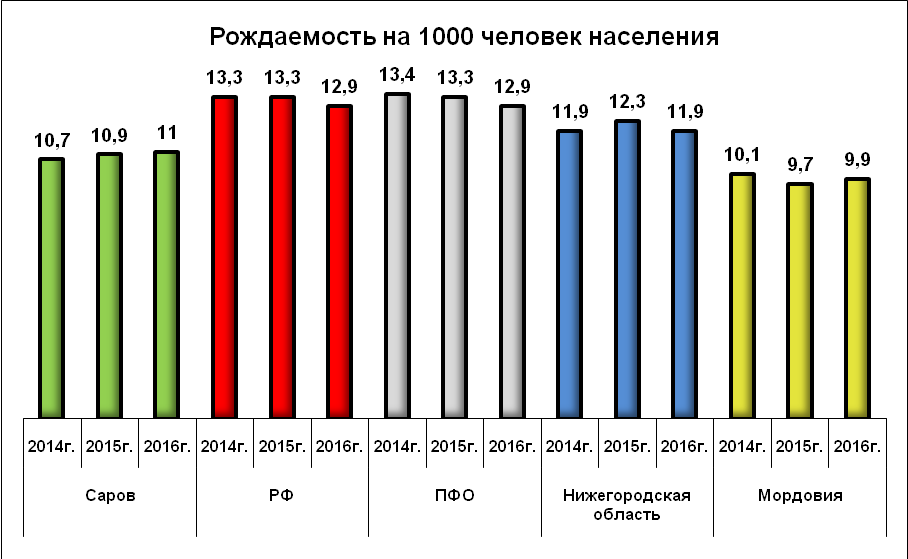 Рождаемость на 1000 человек населения
10,7 10,9 11 13,3 13,3 12,9 13,4 13,3 12,9 11,9 12,3 11,9 10,1 9,7 9,9
2014г. 2015г. 2016г. 2014г. 2015г. 2016г. 2014г. 2015г. 2016г. 2014г. 2015г. 2016г. 2014г. 2015г. 2016г.
Саров РФ ПФО Нижегородская Мордовия
область